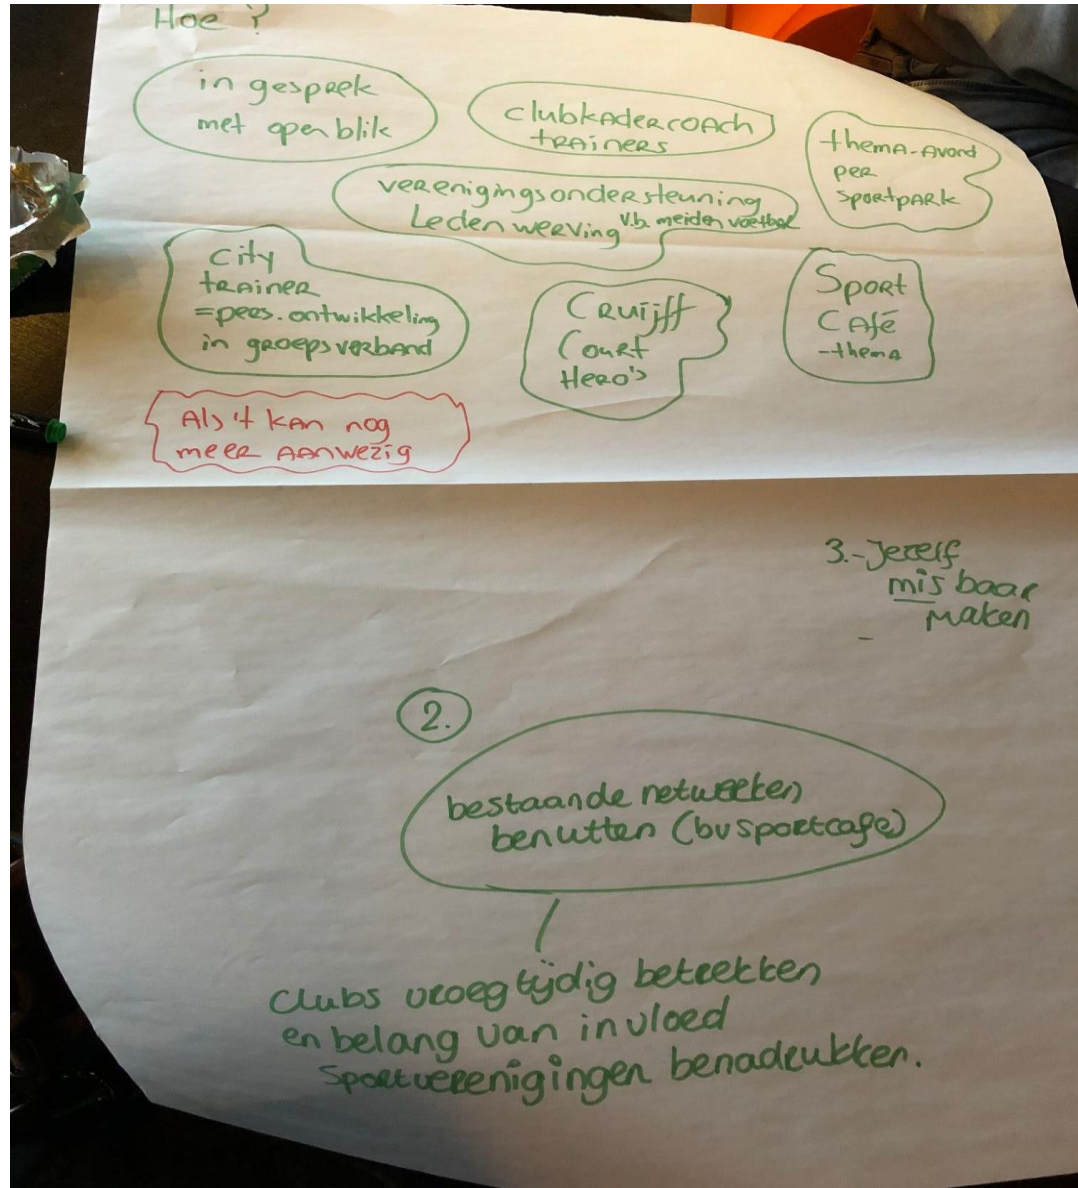 Hoe ?
in gesprek
met open blik
clubkadercoach
trainers
thema-avond
per
sportpark
verenigingsondersteuning
Ledenwerving v.b. meiden voetbal
city
trainer
=pers. ontwikkeling
in groepsverband
Cruijff
Court
Hero's
Sport
Café
-thema
Als 't kan nog
meer aanwezig
3.-Jezelf
misbaar
maken
-
2.
bestaande netwerken
benutten (bv sportcafe)
Clubs vroegtijdig betrekken
en belang van invloed
Sportverenigingen benadrukken.